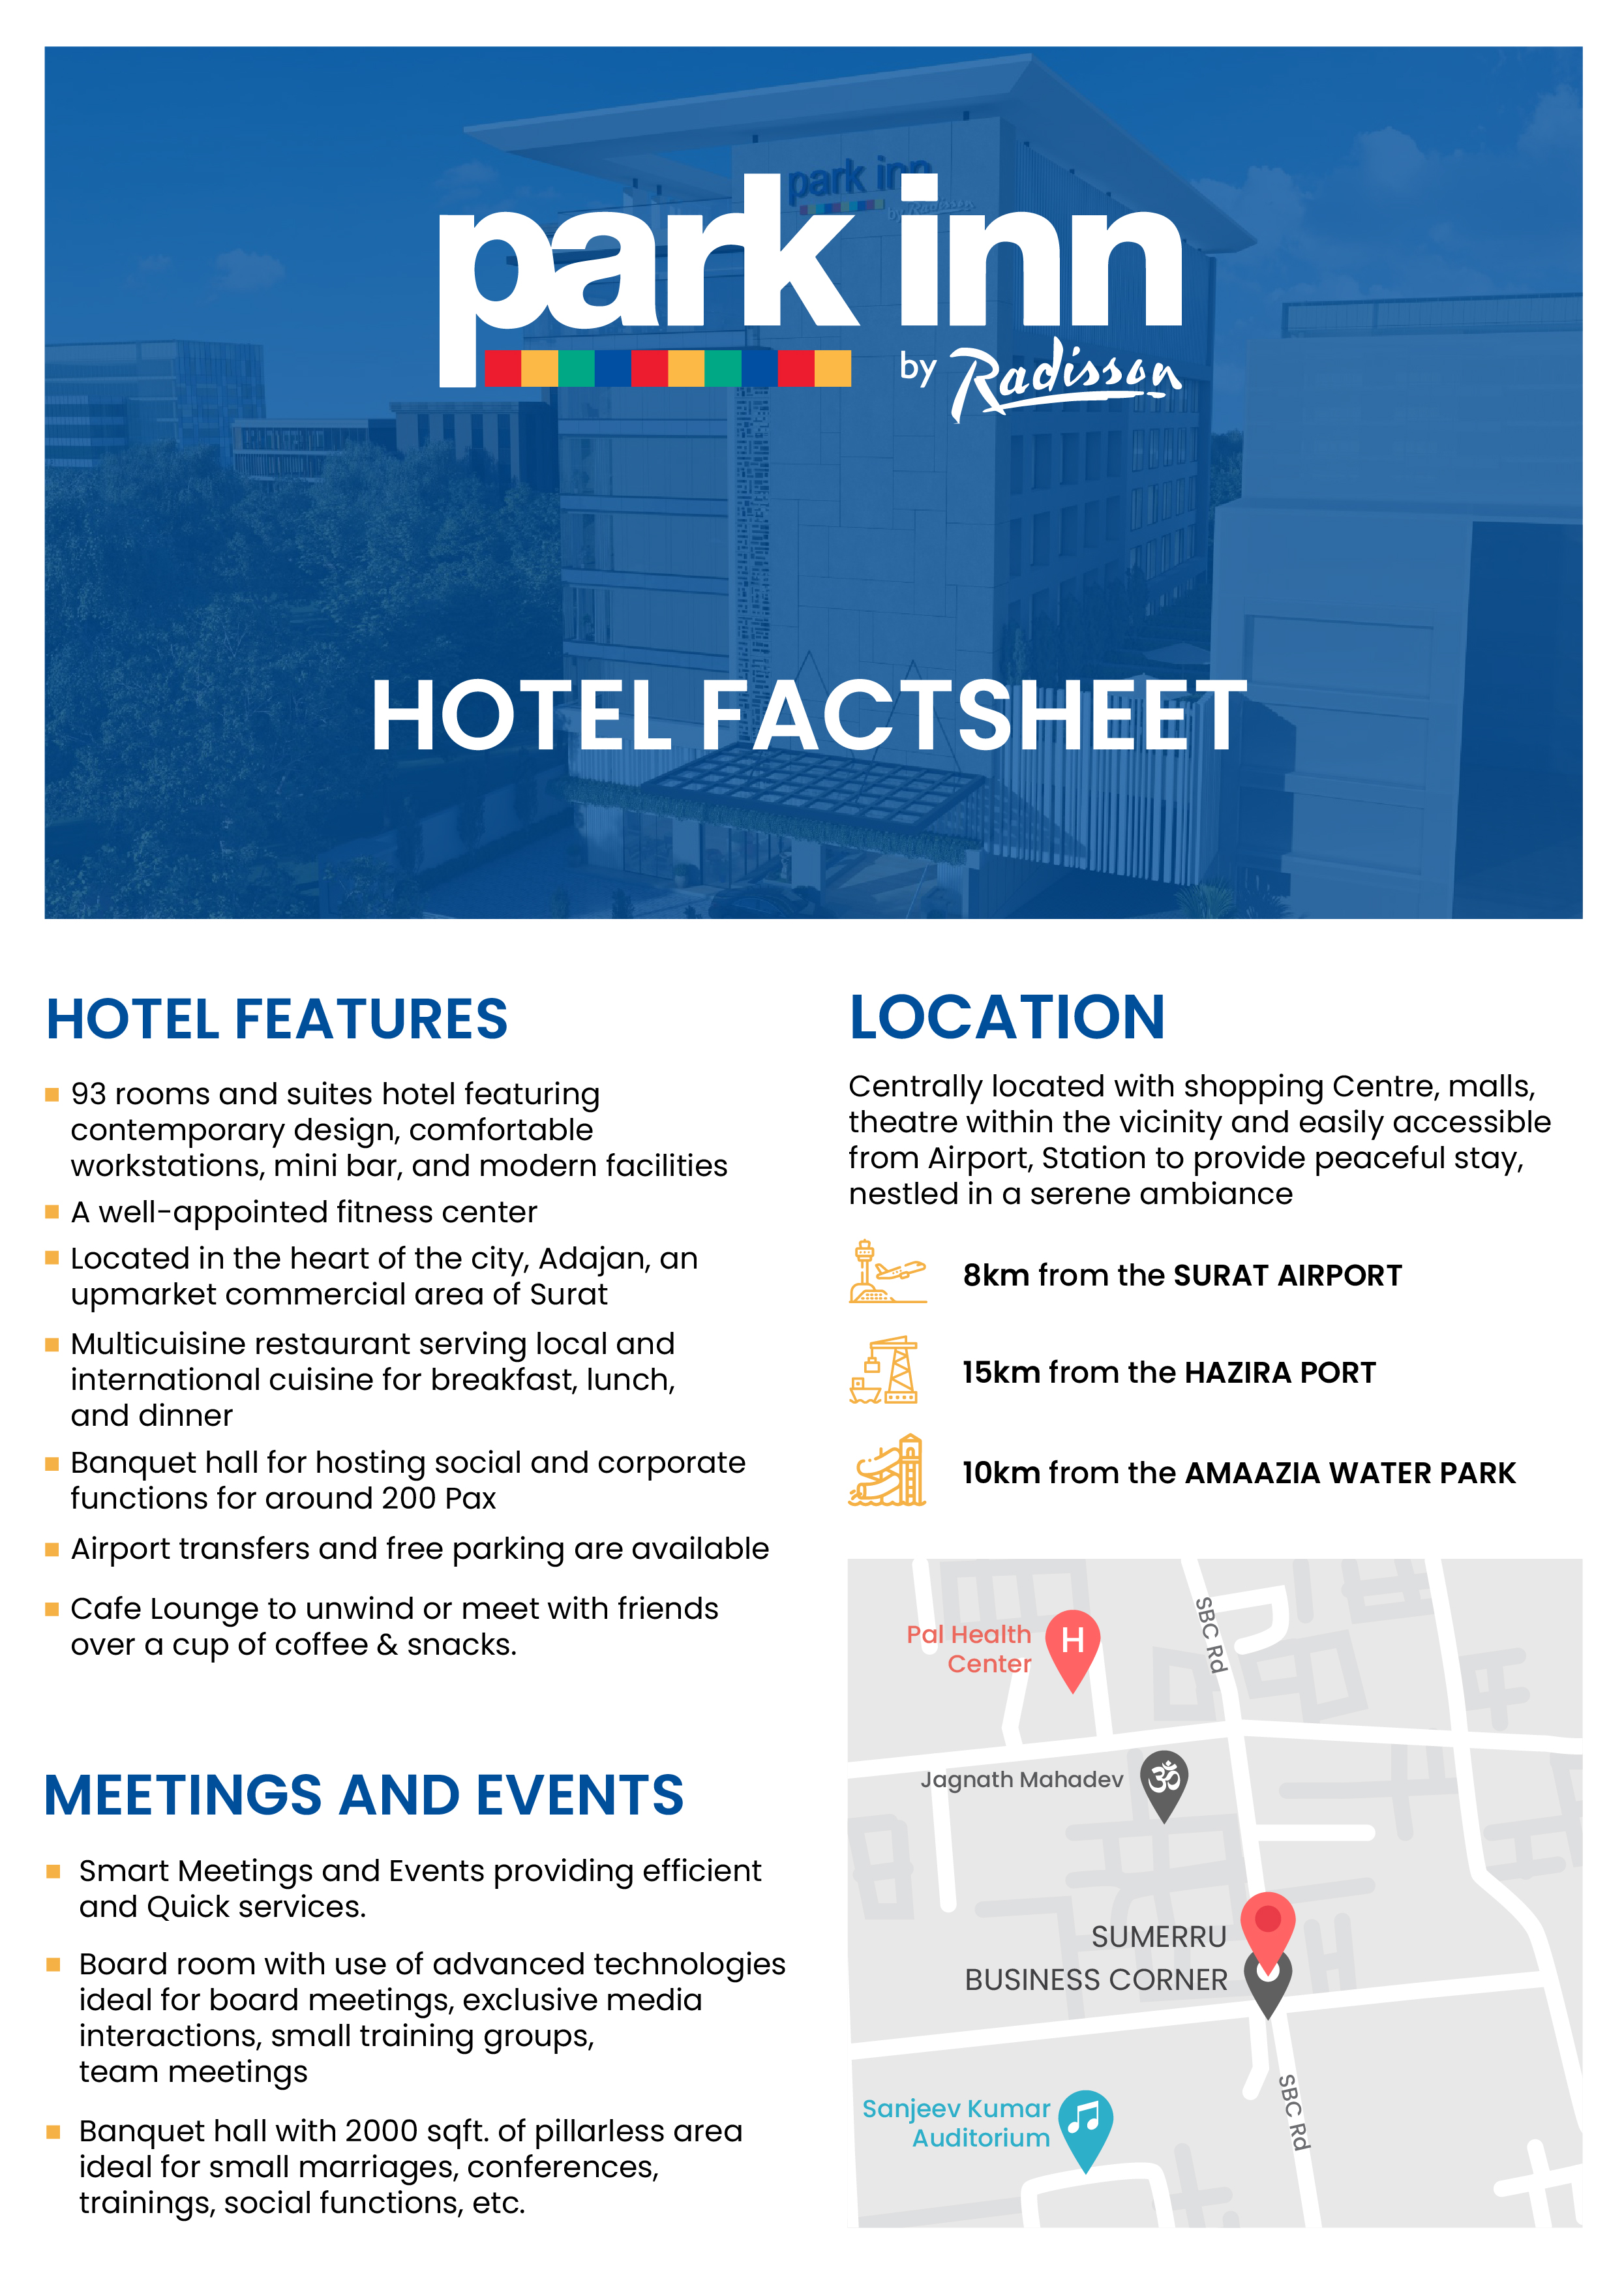 park inn
by Radisson
park inn
by Radisson
HOTEL FACTSHEET
HOTEL FEATURES
93 rooms and suites hotel featuring
contemporary design, comfortable
workstations, mini bar, and modern facilities
A well-appointed fitness center
Located in the heart of the city, Adajan, an
upmarket commercial area of Surat
Multicuisine restaurant serving local and
international cuisine for breakfast, lunch,
and dinner
Banquet hall for hosting social and corporate
functions for around 200 Pax
Airport transfers and free parking are available
Cafe Lounge to unwind or meet with friends
over a cup of coffee & snacks.
MEETINGS AND EVENTS
Smart Meetings and Events providing efficient
and Quick services.
Board room with use of advanced technologies
ideal for board meetings, exclusive media
interactions, small training groups,
team meetings
Banquet hall with 2000 sqft. of pillarless area
ideal for small marriages, conferences,
trainings, social functions, etc.
LOCATION
Centrally located with shopping Centre, malls,
theatre within the vicinity and easily accessible
from Airport, Station to provide peaceful stay,
nestled in a serene ambiance
8km from the SURAT AIRPORT
15km from the HAZIRA PORT
10km from the AMAAZIA WATER PARK
SBC Rd
Pal Health
Center
H
Jagnath Mahadev
ॐ
SUMERRU
BUSINESS CORNER
SBC Rd
Sanjeev Kumar
Auditorium